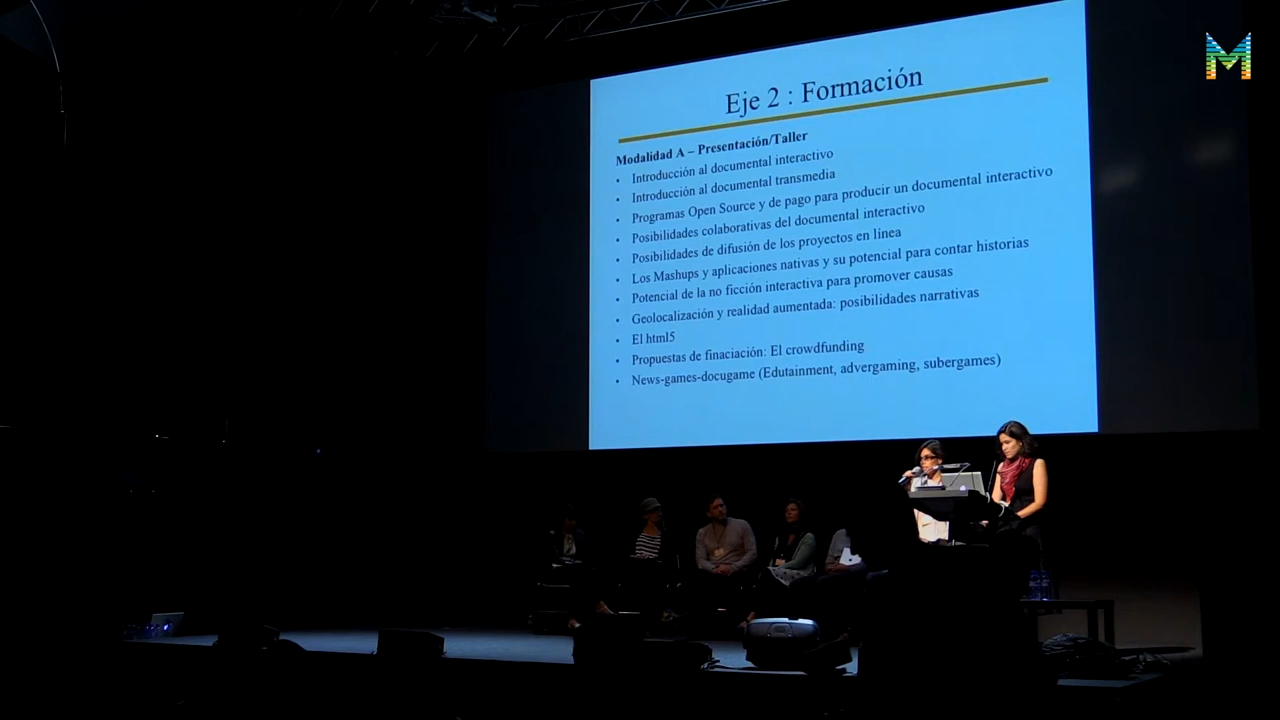 Eje 2 : Formación
Modalidad A – Presentación/Taller
• Introducción al documental interactivo
• Introducción al documental transmedia
• Programas Open Source y de pago para producir un documental interactivo
• Posibilidades colaborativas del documental interactivo
• Posibilidades de difusión de los proyectos en línea
• Los Mashups y aplicaciones nativas y su potencial para contar historias
• Potencial de la no ficción interactiva para promover causas
• Geolocalización y realidad aumentada: posibilidades narrativas
• El html5
• Propuestas de finaciación: El crowdfunding
• News-games-docugame (Edutainment, advergaming, subergames)
M